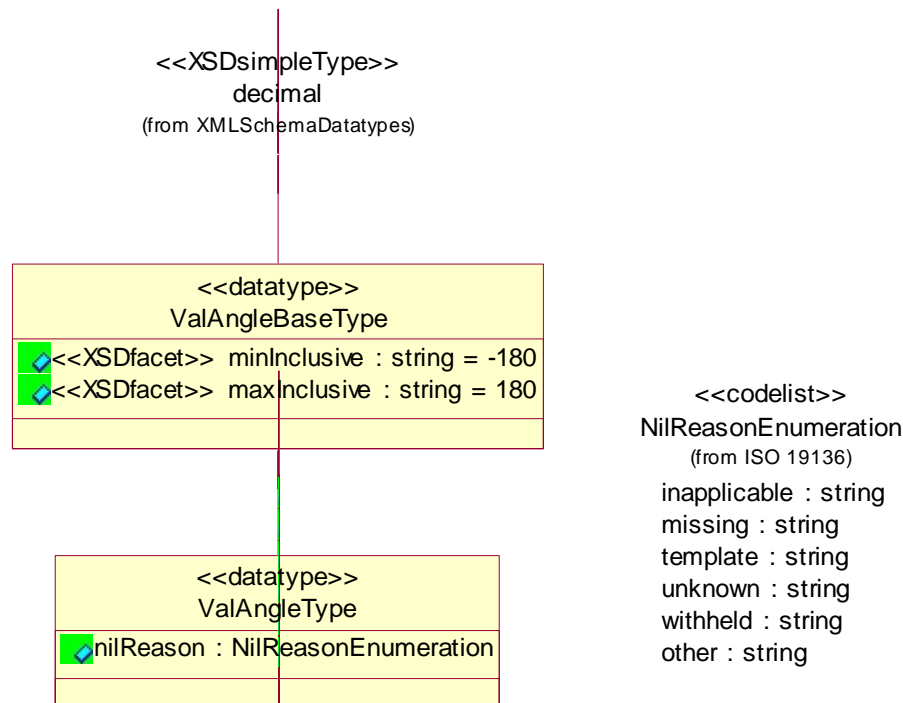 <<XSDsimpleType>>
decimal
(from XMLSchemaDatatypes)
<<datatype>>
ValAngleBaseType
<<XSDfacet>> minInclusive : string = -180
<<XSDfacet>> maxInclusive : string = 180
<<codelist>>
NilReasonEnumeration
(from ISO 19136)
inapplicable : string
missing : string
template : string
unknown : string
withheld : string
other : string
<<datatype>>
ValAngleType
nilReason : NilReasonEnumeration